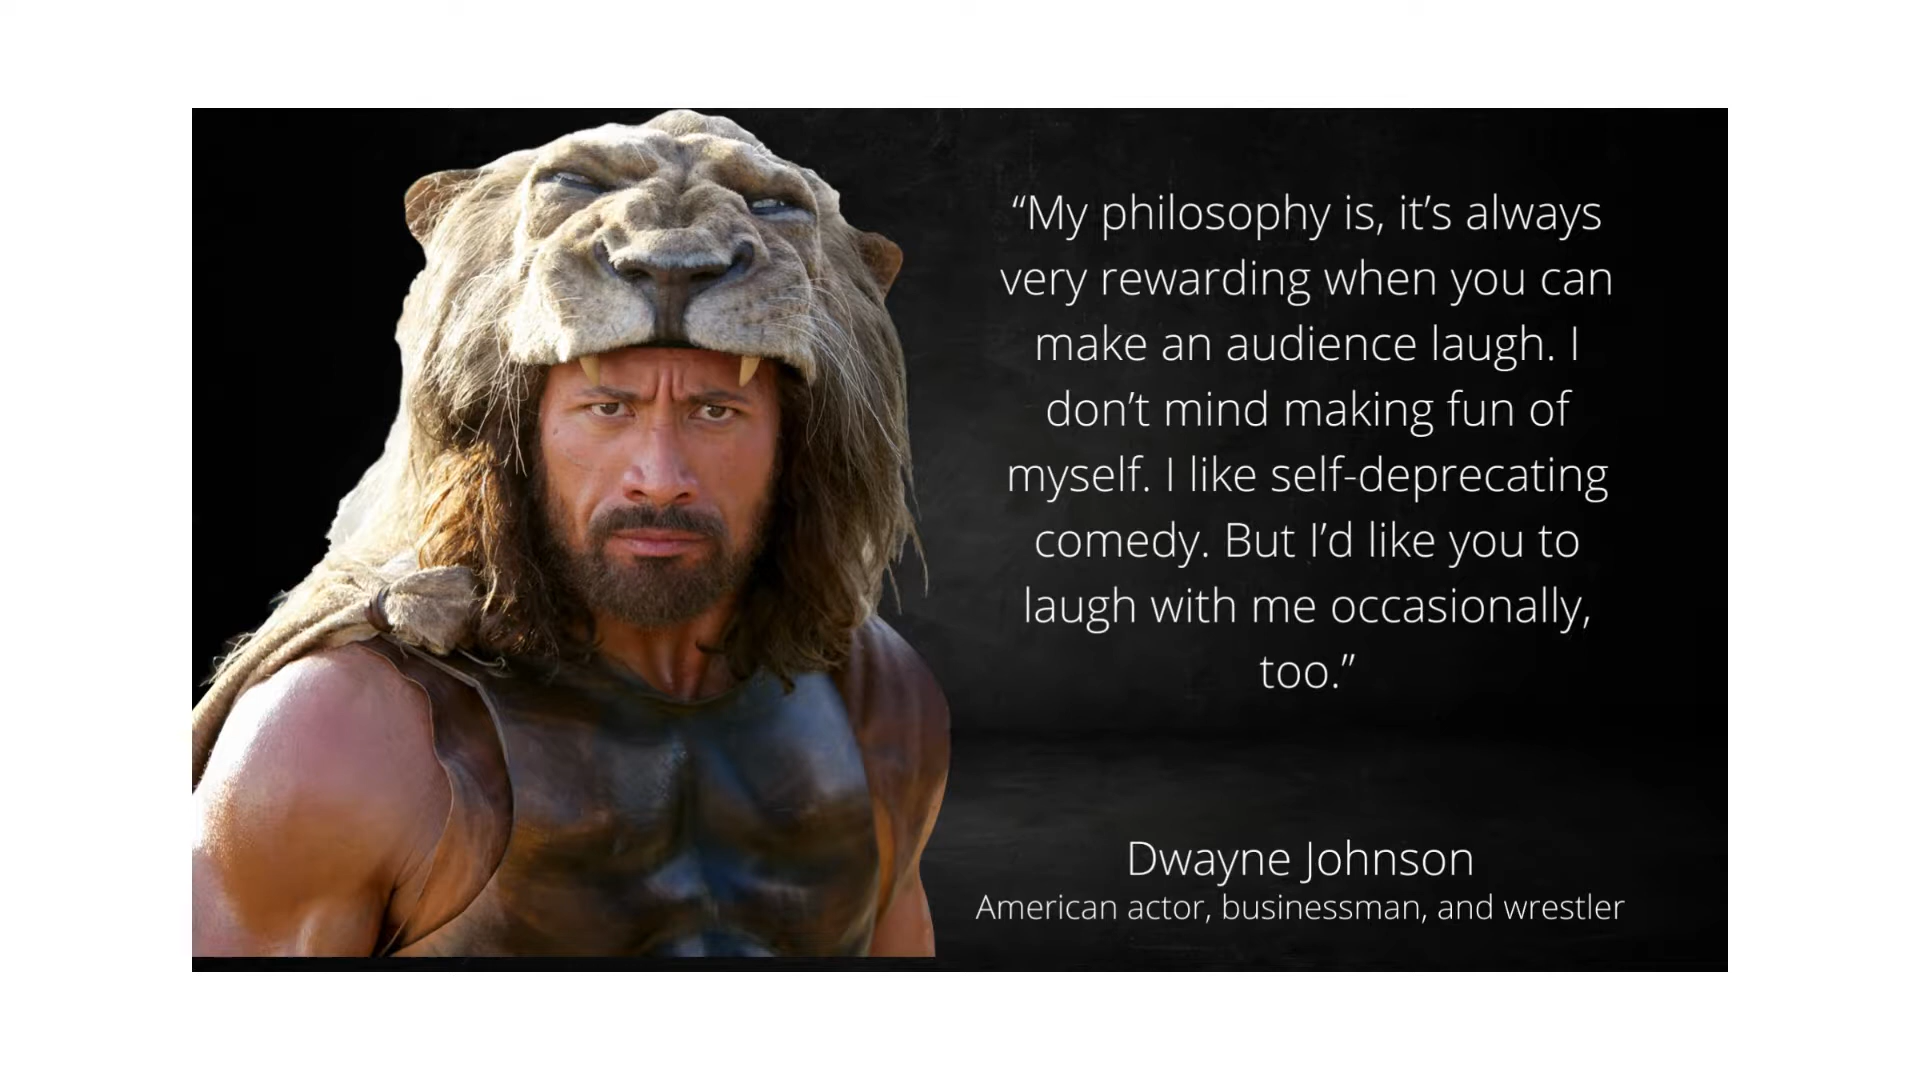 “My philosophy is, it’s always
very rewarding when you can
make an audience laugh. I
don’t mind making fun of
myself. I like self-deprecating
comedy. But I’d like you to
laugh with me occasionally,
too.”
Dwayne Johnson
American actor, businessman, and wrestler